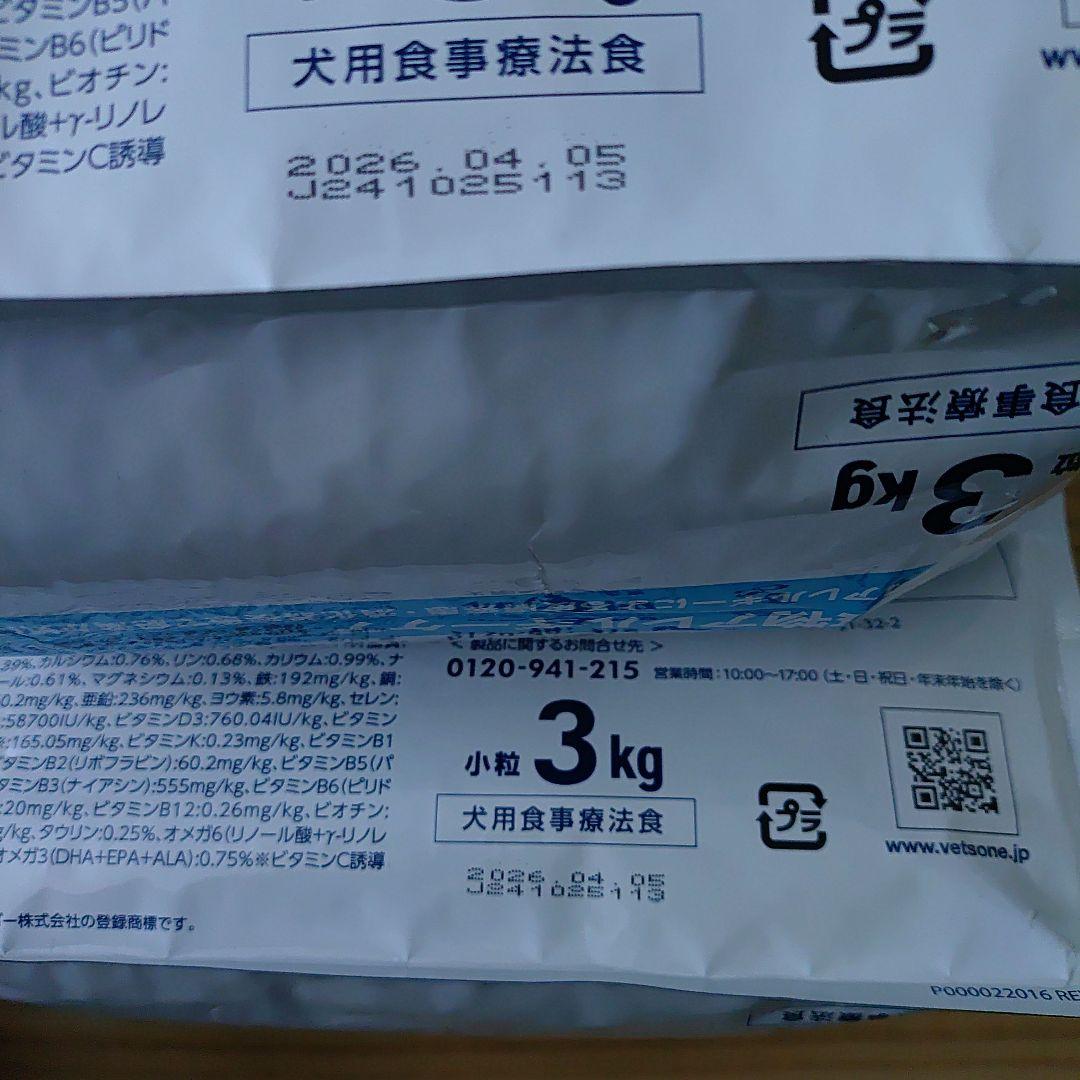 ビタミンB5(パ
ミンB6(ピリド
kg、ビオチン:
ル酸+γ-リノレ
ビタミンC誘導
犬用食事療法食
2026.04.05
J241025113
プラ
食事療法食
3kg
< 製品に関するお問合せ先 >
0120-941-215 営業時間:10:00〜17:00 (土・日・祝日・年末年始を除く)
39%、カルシウム:0.76%、リン:0.68%、カリウム:0.99%、ナ
ール:0.61%、マグネシウム:0.13%、鉄:192mg/kg、銅:
0.2mg/kg、亜鉛:236mg/kg、ヨウ素:5.8mg/kg、セレン:
:58700IU/kg、ビタミンD3:760.04IU/kg、ビタミン
:165.05mg/kg、ビタミンK:0.23mg/kg、ビタミンB1
タミンB2(リボフラビン):60.2mg/kg、ビタミンB5(パ
タミンB3(ナイアシン):555mg/kg、ビタミンB6(ピリド
:20mg/kg、ビタミンB12:0.26mg/kg、ビオチン:
g/kg、タウリン:0.25%、オメガ6(リノール酸+γ-リノレ
オメガ3(DHA+EPA+ALA):0.75%※ビタミンC誘導
小粒 3kg
犬用食事療法食
2026.04.05
J241025113
プラ
www.vetsone.jp
ー株式会社の登録商標です。
P000022016 RE